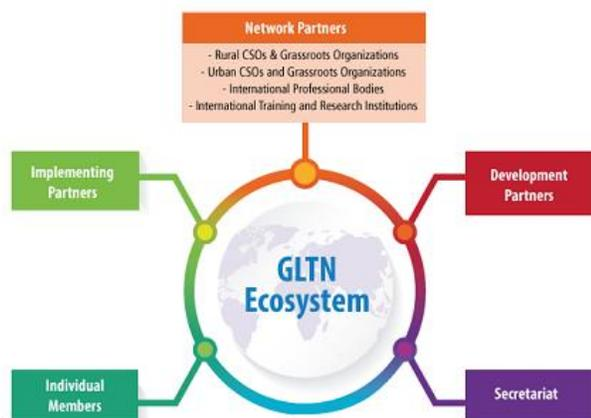 Network Partners
- Rural CSOs & Grassroots Organizations
- Urban CSOs and Grassroots Organizations
- International Professional Bodies
- International Training and Research Institutions
Implementing
Partners
Development
Partners
GLTN
Ecosystem
Individual
Members
Secretariat